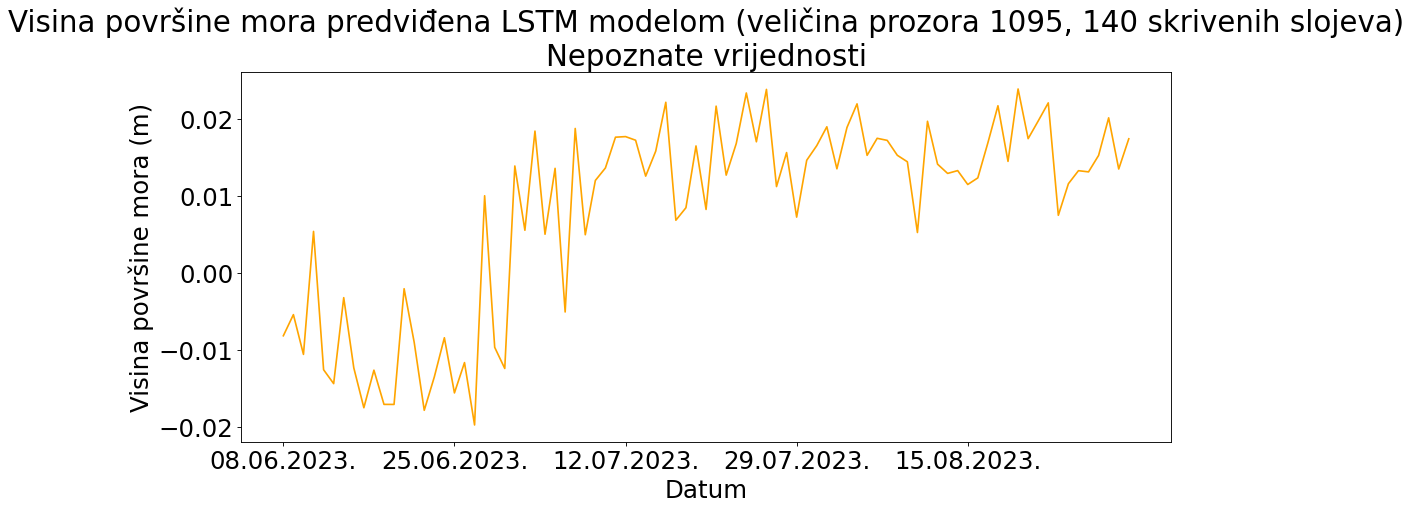 Visina površine mora predviđena LSTM modelom (veličina prozora 1095, 140 skrivenih slojeva)
Nepoznate vrijednosti
Visina površine mora (m)
0.02
0.01
0.00
−0.01
−0.02
08.06.2023. 25.06.2023. 12.07.2023. 29.07.2023. 15.08.2023.
Datum